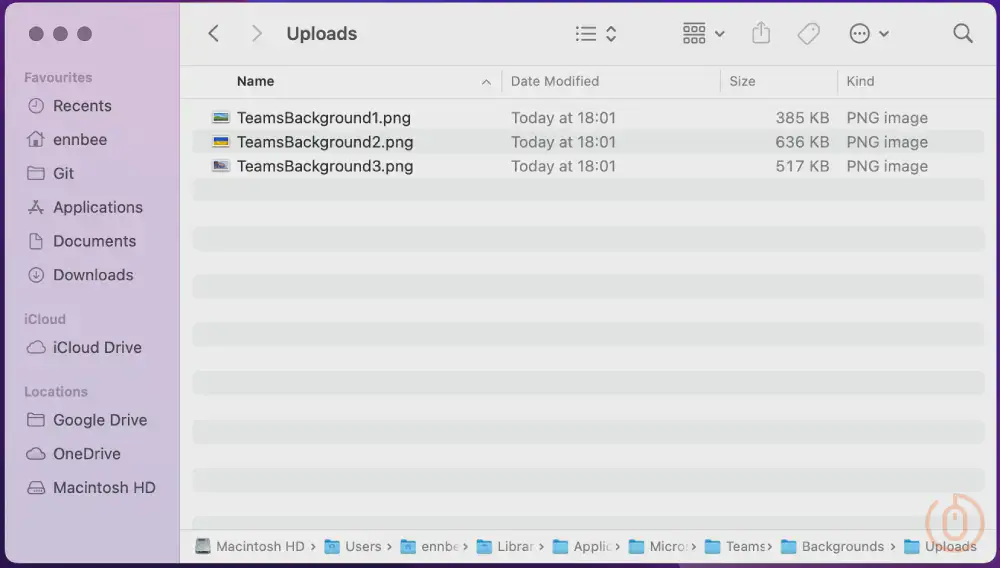 Uploads
Favourites
Recents
ennbee
Git
Applications
Documents
Downloads
iCloud
iCloud Drive
Locations
Google Drive
OneDrive
Macintosh HD
Name Date Modified Size Kind
TeamsBackground1.png Today at 18:01 385 KB PNG image
TeamsBackground2.png Today at 18:01 636 KB PNG image
TeamsBackground3.png Today at 18:01 517 KB PNG image
Macintosh HD › Users › ennbe › Librar › Applic › Micros › Teams › Backgrounds › Uploads